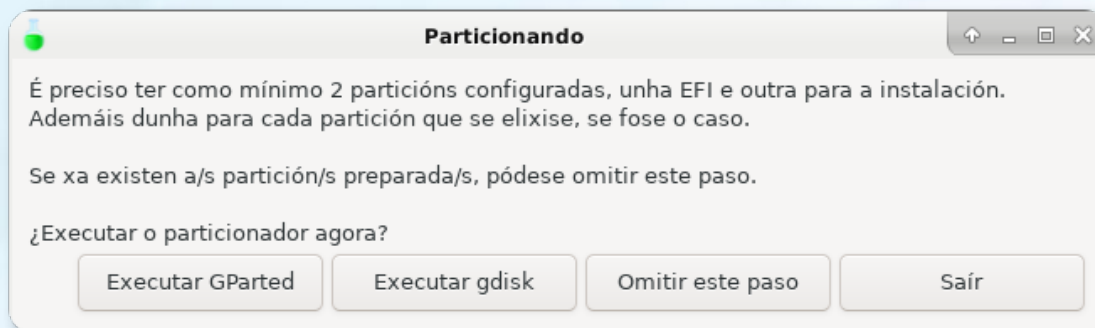 Particionando
É preciso ter como mínimo 2 particións configuradas, unha EFI e outra para a instalación.
Ademáis dunha para cada partición que se elixise, se fose o caso.
Se xa existen a/s partición/s preparada/s, pódese omitir este paso.
¿Executar o particionador agora?
Executar GParted Executar gdisk Omitir este paso Saír